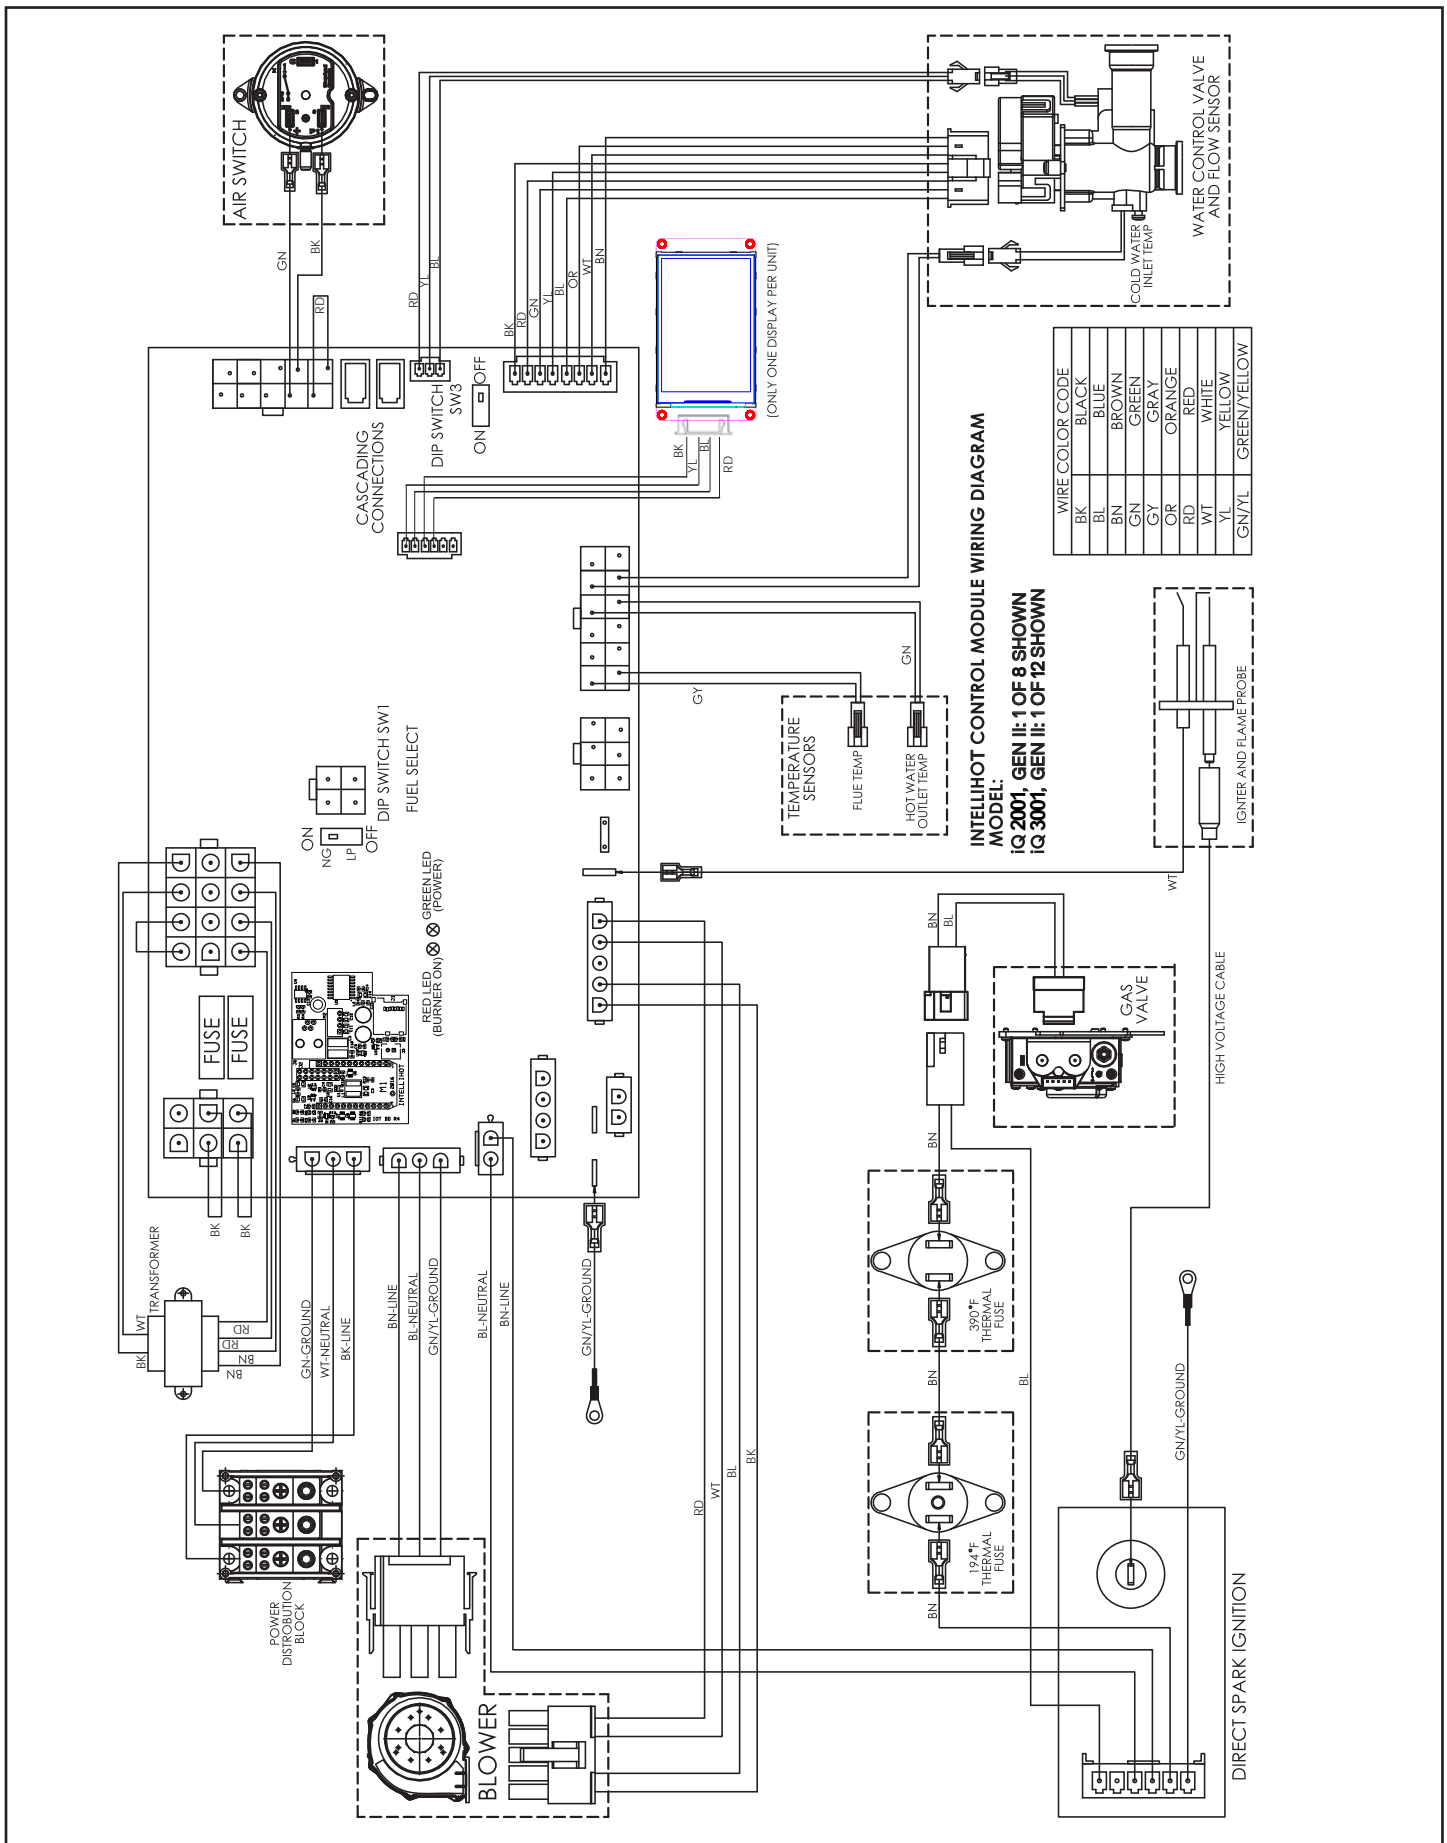 AIR SWITCH
GN
BK
RD
RD
YL
BL
CASCADING
CONNECTIONS
DIP SWITCH
SW3
ON
OFF
BK
RD
GN
YL
BL
OR
WT
BN
WATER CONTROL VALVE
AND FLOW SENSOR
COLD WATER
INLET TEMP
(ONLY ONE DISPLAY PER UNIT)
BK
YL
BL
RD
WIRE COLOR CODE
BK BLACK
BL BLUE
BN BROWN
GN GREEN
GY GRAY
OR ORANGE
RD RED
WT WHITE
YL YELLOW
GN/YL GREEN/YELLOW
INTELLIHOT CONTROL MODULE WIRING DIAGRAM
MODEL:
iQ 2001, GEN II: 1 OF 8 SHOWN
iQ 3001, GEN II: 1 OF 12 SHOWN
GY
GN
TEMPERATURE
SENSORS
FLUE TEMP
HOT WATER
OUTLET TEMP
IGNTER AND FLAME PROBE
WT
HIGH VOLTAGE CABLE
DIP SWITCH SW1
FUEL SELECT
ON
NG
LP
OFF
RED LED
(BURNER ON)
GREEN LED
(POWER)
FUSE
FUSE
M1
INTELLIHOT
BK
BK
TRANSFORMER
WT
BK
RD
RD
BN
BN
GN-GROUND
WT-NEUTRAL
BK-LINE
BN-LINE
BL-NEUTRAL
GN/YL-GROUND
BL-NEUTRAL
BN-LINE
GN/YL-GROUND
POWER
DISTROBUTION
BLOCK
BLOWER
RD
WT
BL
BK
BN
BL
GAS
VALVE
BN
390°F
THERMAL
FUSE
BN
BL
194°F
THERMAL
FUSE
BN
GN/YL-GROUND
DIRECT SPARK IGNITION